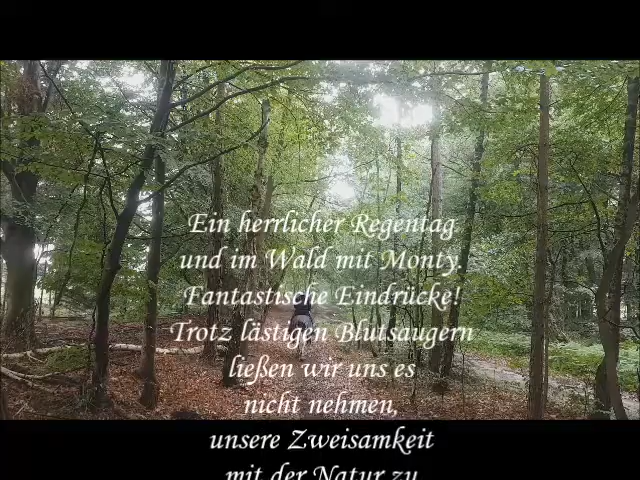 Ein herrlicher Regentag
und im Wald mit Monty.
Fantastische Eindrücke!
Trotz lästigen Blutsaugern
ließen wir uns es
nicht nehmen,
unsere Zweisamkeit
mit der Natur zu